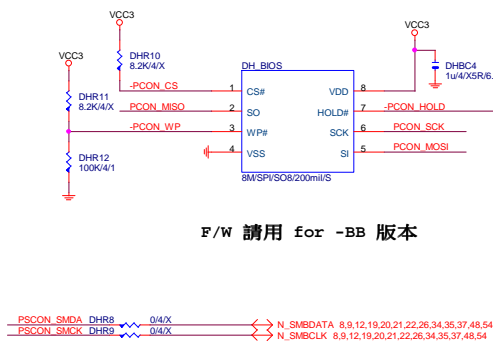 VCC3
VCC3
DHR10
8.2K/4/X
VCC3
DH_BIOS
DHBC4
1u/4/X5R/6.
DHR11
8.2K/4/X
-PCON_CS
1
CS#
VDD
8
PCON_MISO
2
SO
HOLD#
7
-PCON_HOLD
-PCON_WP
3
WP#
SCK
6
PCON_SCK
4
VSS
SI
5
PCON_MOSI
DHR12
100K/4/1
8M/SPI/SO8/200mil/S
F/W 請用 for -BB 版本
PSCON_SMDA DHR8 0/4/X N_SMBDATA 8,9,12,19,20,21,22,26,34,35,37,48,54
PSCON_SMCK DHR9 0/4/X N_SMBCLK 8,9,12,19,20,21,22,26,34,35,37,48,54